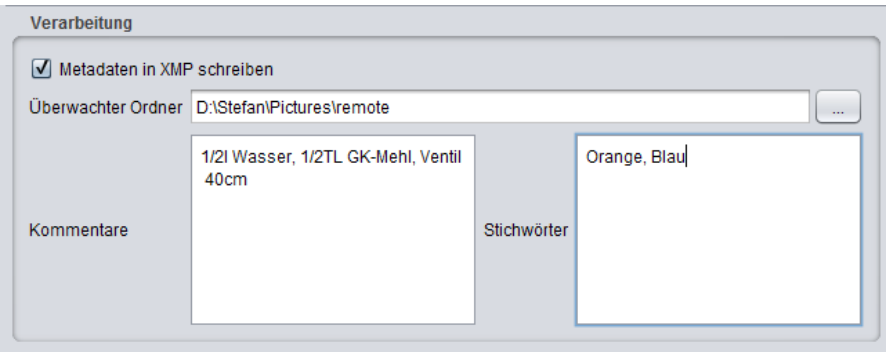 Verarbeitung
Metadaten in XMP schreiben
Überwachter Ordner D:\Stefan\Pictures\remote ...
Kommentare
1/2l Wasser, 1/2TL GK-Mehl, Ventil
40cm
Stichwörter
Orange, Blau